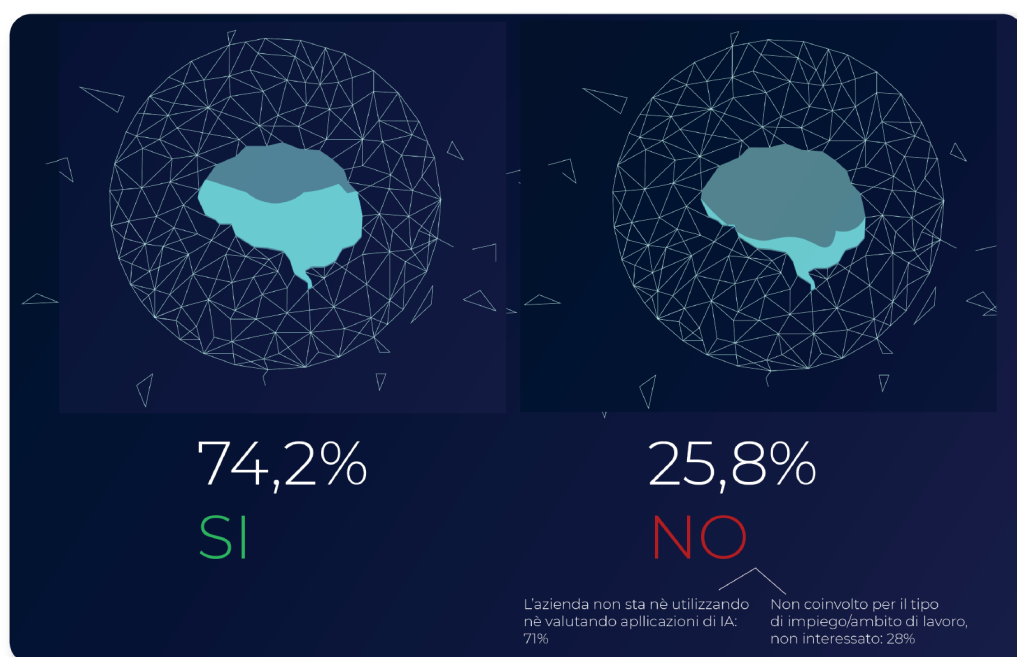 74,2%
SI
25,8%
NO
L'azienda non sta nè utilizzando
nè valutando apllicazioni di IA:
71%
Non coinvolto per il tipo
di impiego/ambito di lavoro,
non interessato: 28%